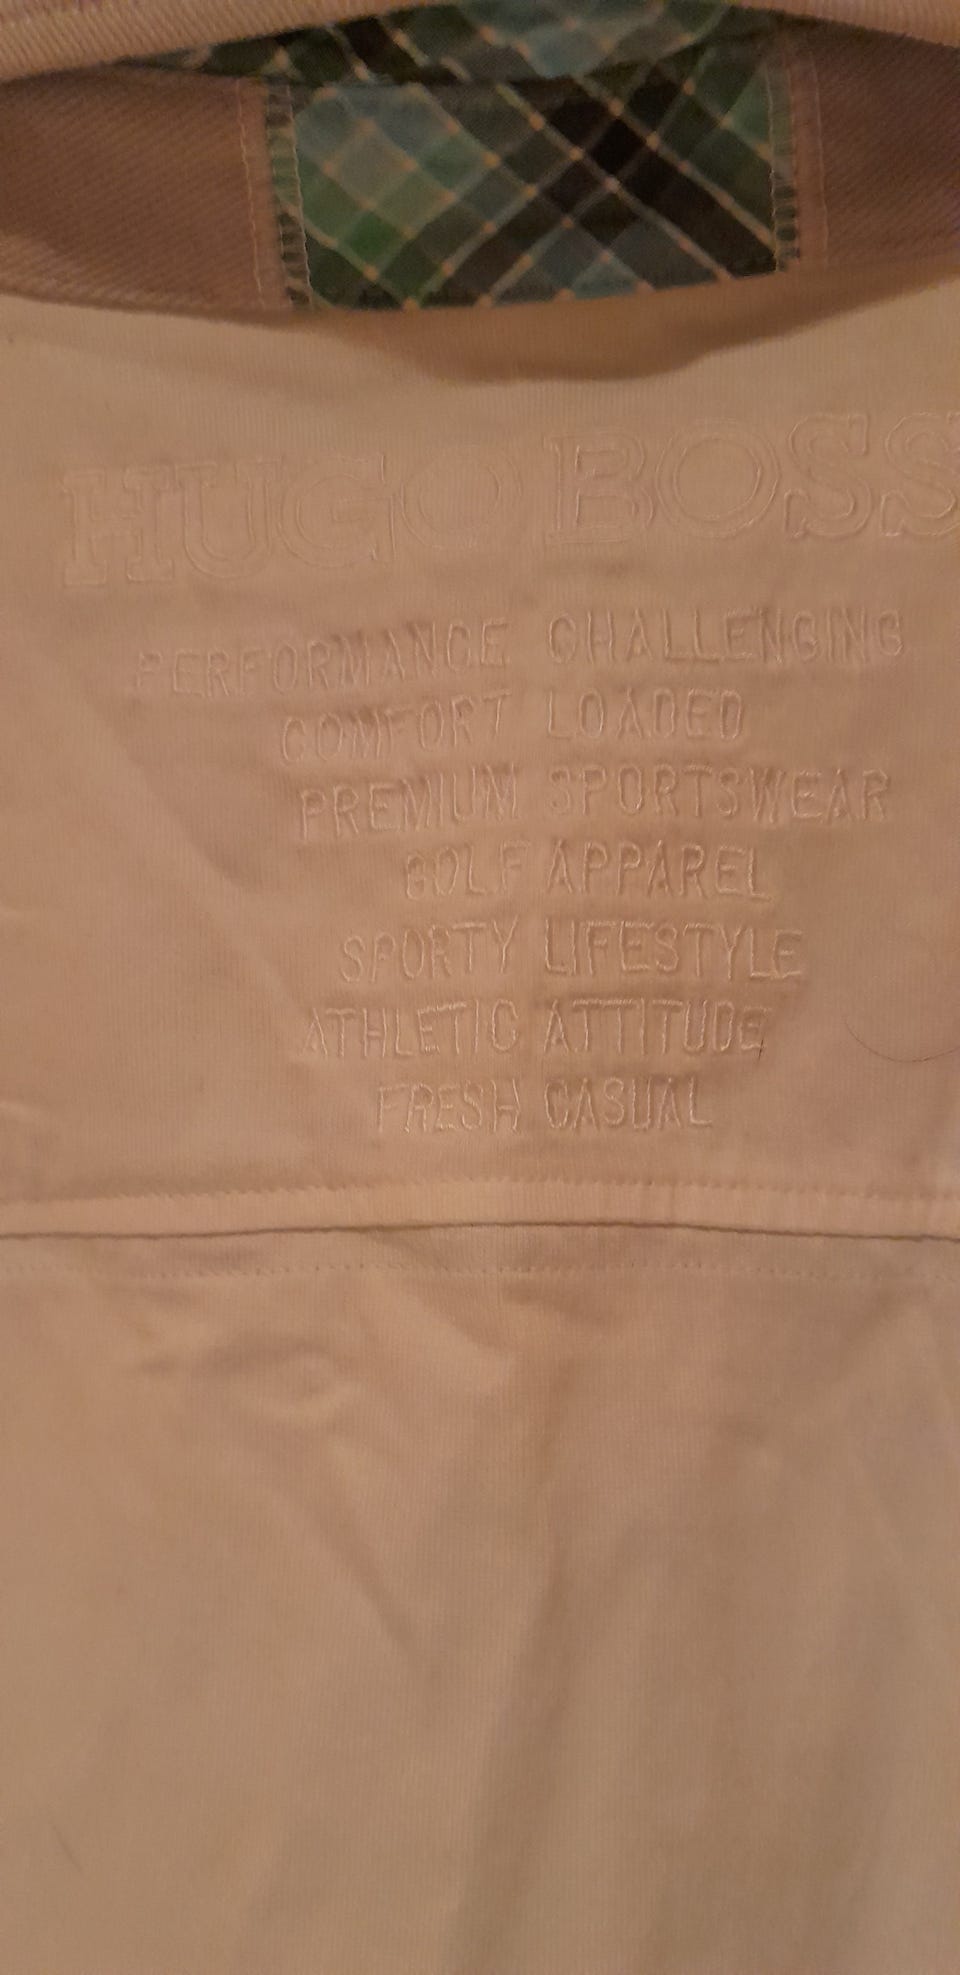 HUGO BOSS
PERFORMANCE CHALLENGING
COMFORT LOADED
PREMIUM SPORTSWEAR
GOLF APPAREL
SPORTY LIFESTYLE
ATHLETIC ATTITUDE
FRESH CASUAL